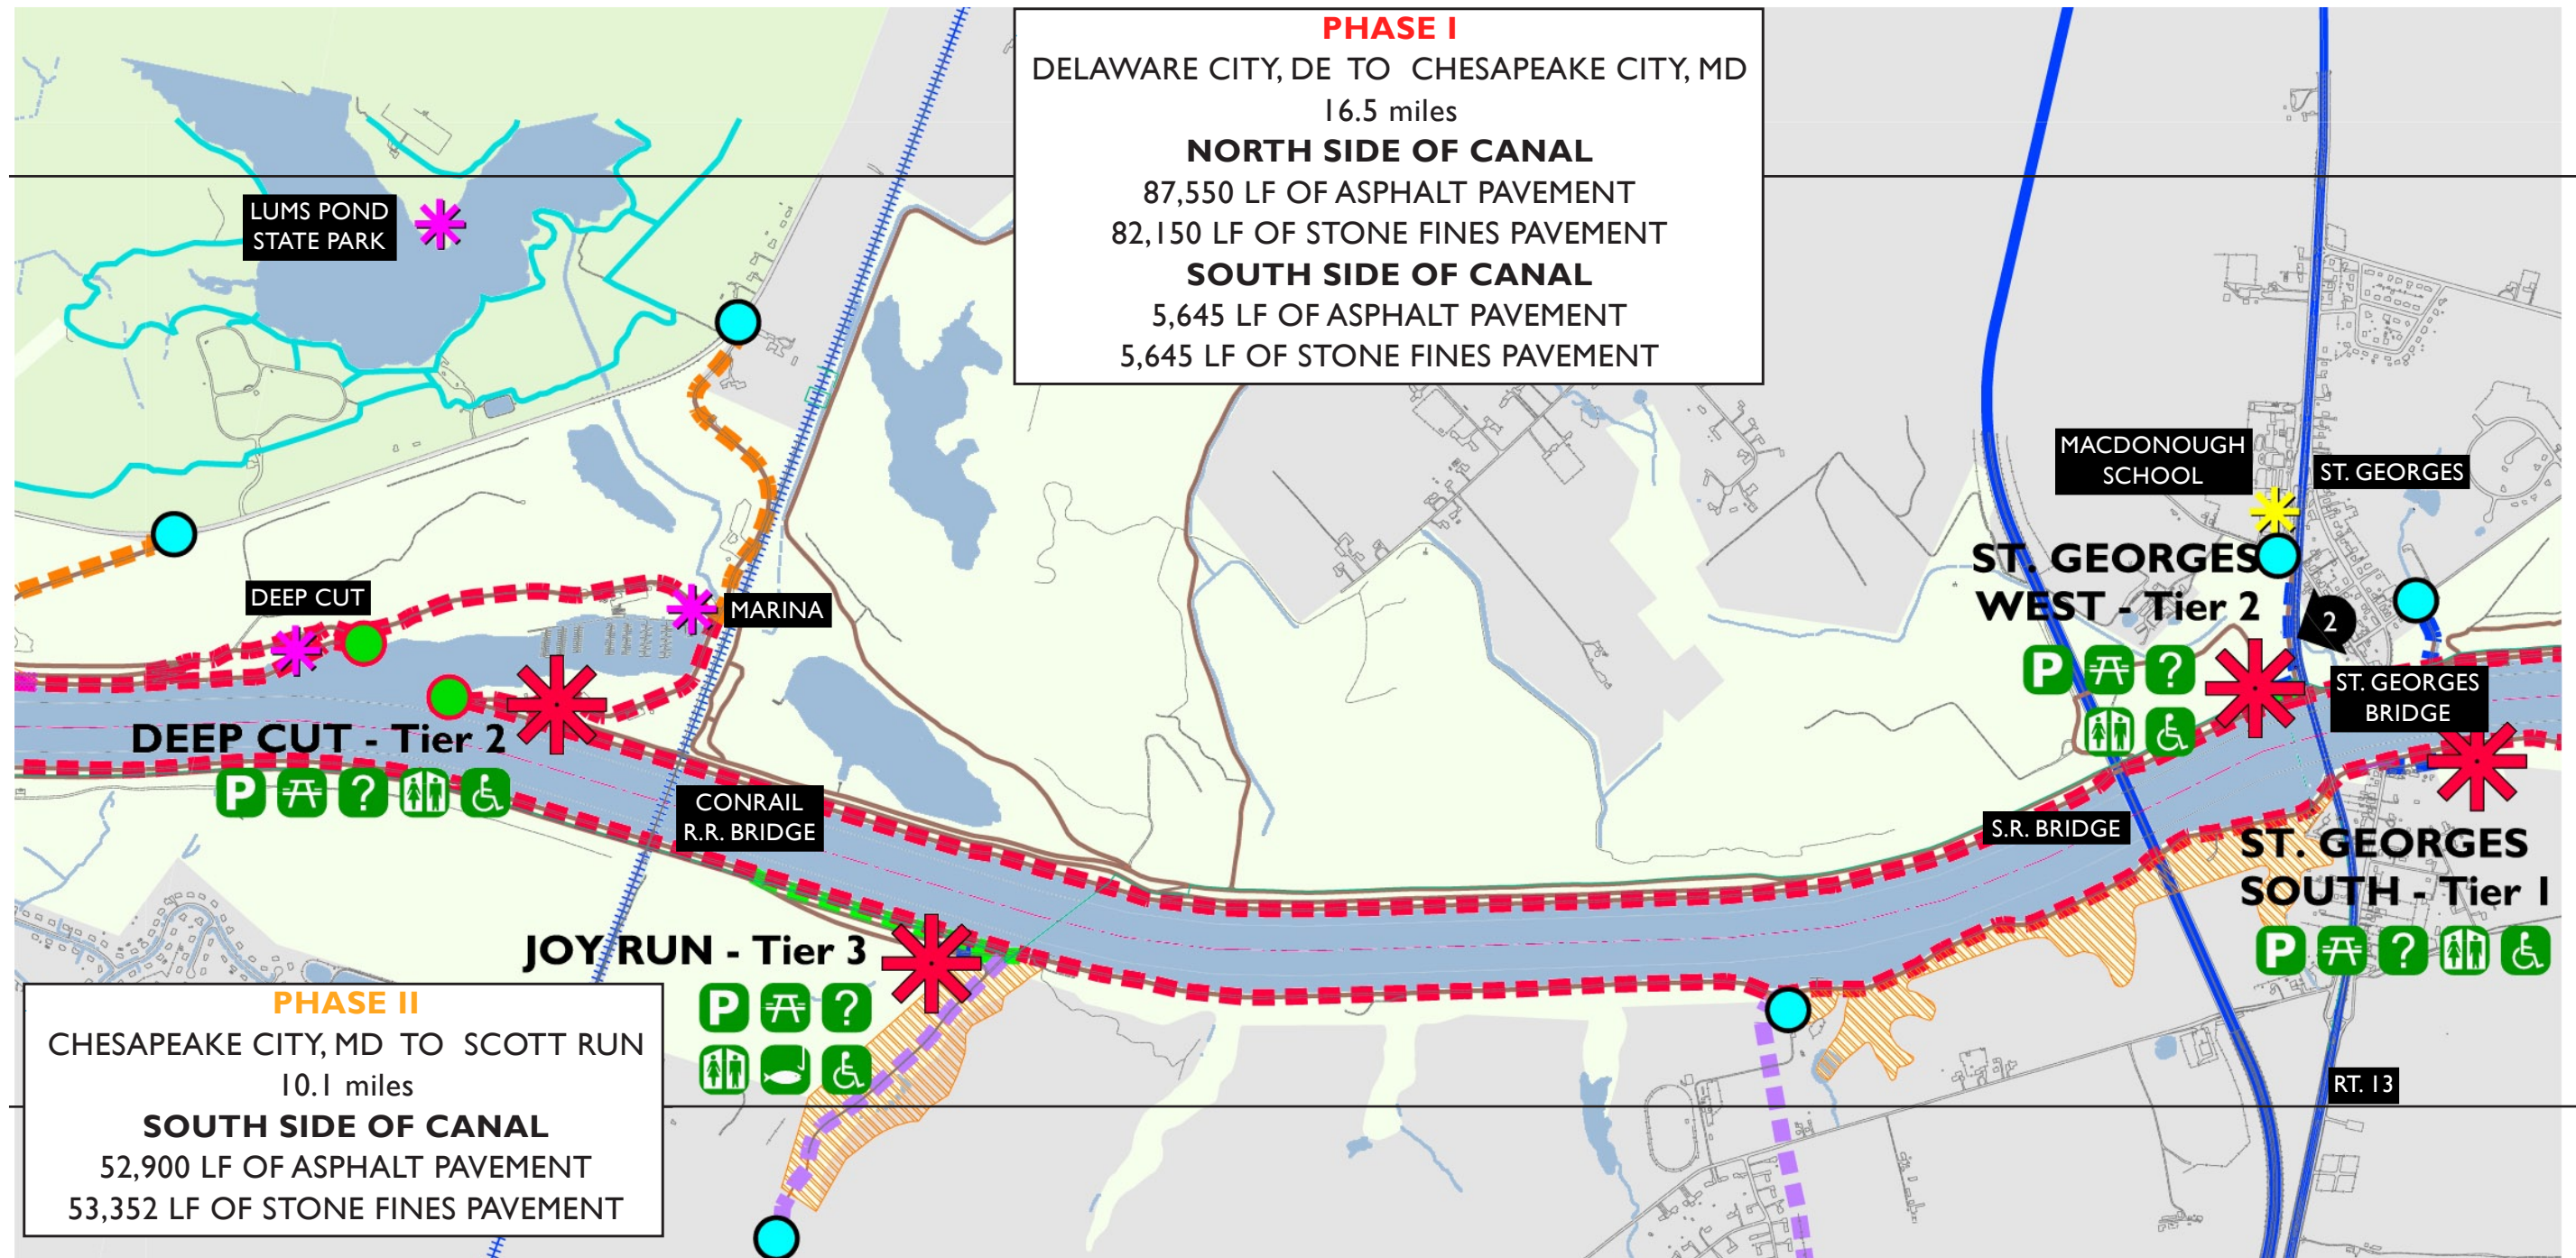 PHASE I
DELAWARE CITY, DE TO CHESAPEAKE CITY, MD
16.5 miles
NORTH SIDE OF CANAL
87,550 LF OF ASPHALT PAVEMENT
82,150 LF OF STONE FINES PAVEMENT
SOUTH SIDE OF CANAL
5,645 LF OF ASPHALT PAVEMENT
5,645 LF OF STONE FINES PAVEMENT
LUMS POND
STATE PARK
MACDONOUGH
SCHOOL
ST. GEORGES
ST. GEORGES
WEST - Tier 2
P
?
2
DEEP CUT
MARINA
ST. GEORGES
BRIDGE
DEEP CUT - Tier 2
P
?
CONRAIL
R.R. BRIDGE
S.R. BRIDGE
ST. GEORGES
SOUTH - Tier 1
P
?
JOY RUN - Tier 3
P
?
PHASE II
CHESAPEAKE CITY, MD TO SCOTT RUN
10.1 miles
SOUTH SIDE OF CANAL
52,900 LF OF ASPHALT PAVEMENT
53,352 LF OF STONE FINES PAVEMENT
RT. 13